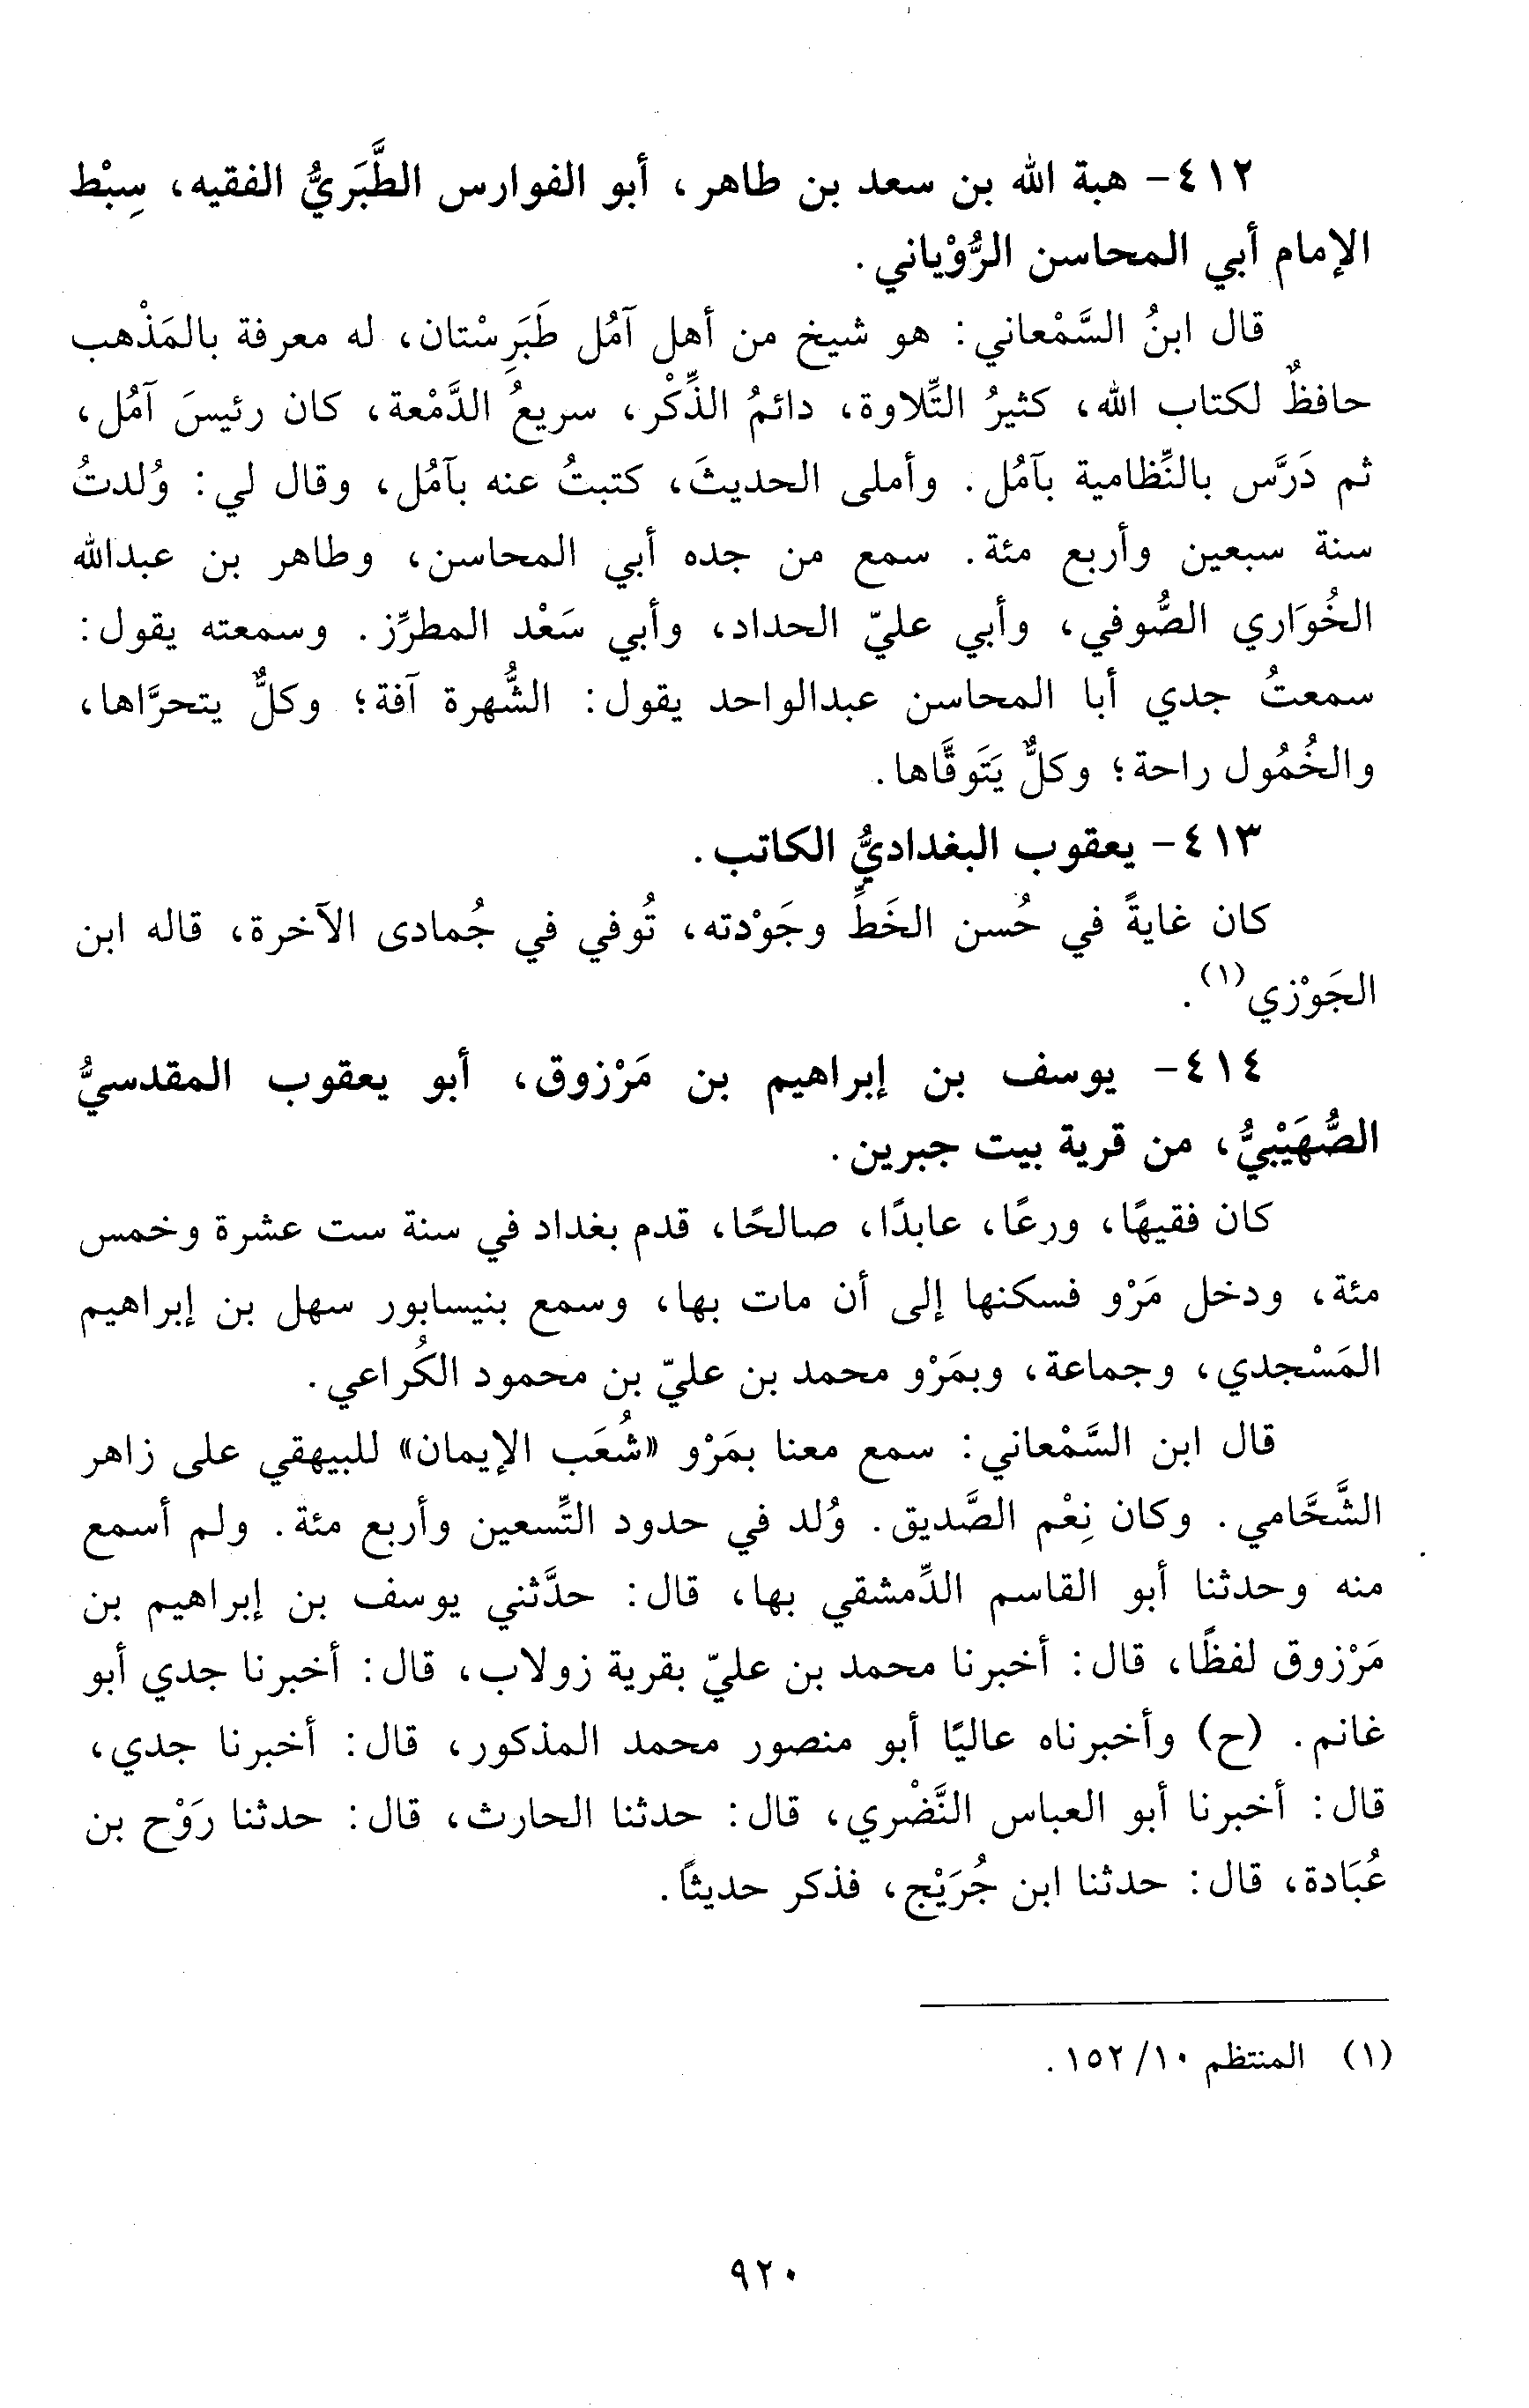 ٤١٢- هبة الله بن سعد بن طاهر، أبو الفوارس الطَّبَريُّ الفقيه، سِبْط
الإمام أبي المحاسن الرُّوْياني.
قال ابنُ السَّمْعاني: هو شيخ من أهل آمُل طَبَرِسْتان، له معرفة بالمَذْهب
حافظٌ لكتاب الله، كثيرُ التِّلاوة، دائمُ الذِّكْر، سريعُ الدَّمْعة، كان رئيسَ آمُل،
ثم دَرَّس بالنِّظامية بآمُل. وأملى الحديثَ، كتبتُ عنه بآمُل، وقال لي: وُلدتُ
سنة سبعين وأربع مئة. سمع من جده أبي المحاسن، وطاهر بن عبدالله
الخُوَاري الصُّوفي، وأبي عليّ الحداد، وأبي سَعْد المطرِّز. وسمعته يقول:
سمعتُ جدي أبا المحاسن عبدالواحد يقول: الشُّهرة آفة؛ وكلٌّ يتحرَّاها،
والخُمُول راحة؛ وكلٌّ يَتَوقَّاها.
٤١٣- يعقوب البغداديُّ الكاتب.
كان غايةً في حُسن الخَطِّ وجَوْدته، تُوفي في جُمادى الآخرة، قاله ابن
الجَوْزي(١).
٤١٤- يوسف بن إبراهيم بن مَرْزوق، أبو يعقوب المقدسيُّ
الصُّهَيْبيُّ، من قرية بيت جبرين.
كان فقيهًا، ورعًا، عابدًا، صالحًا، قدم بغداد في سنة ست عشرة وخمس
مئة، ودخل مَرْو فسكنها إلى أن مات بها، وسمع بنيسابور سهل بن إبراهيم
المَسْجدي، وجماعة، وبمَرْو محمد بن عليّ بن محمود الكُراعي.
قال ابن السَّمْعاني: سمع معنا بمَرْو «شُعَب الإيمان» للبيهقي على زاهر
الشَّحَّامي. وكان نِعْم الصَّديق. وُلد في حدود التِّسعين وأربع مئة. ولم أسمع
منه وحدثنا أبو القاسم الدِّمشقي بها، قال: حدَّثني يوسف بن إبراهيم بن
مَرْزوق لفظًا، قال: أخبرنا محمد بن عليّ بقرية زولاب، قال: أخبرنا جدي أبو
غانم. (ح) وأخبرناه عاليًا أبو منصور محمد المذكور، قال: أخبرنا جدي،
قال: أخبرنا أبو العباس النَّضْري، قال: حدثنا الحارث، قال: حدثنا رَوْح بن
عُبَادة، قال: حدثنا ابن جُرَيْج، فذكر حديثًا.
(١) المنتظم ١٠/ ١٥٢.
٩٢٠